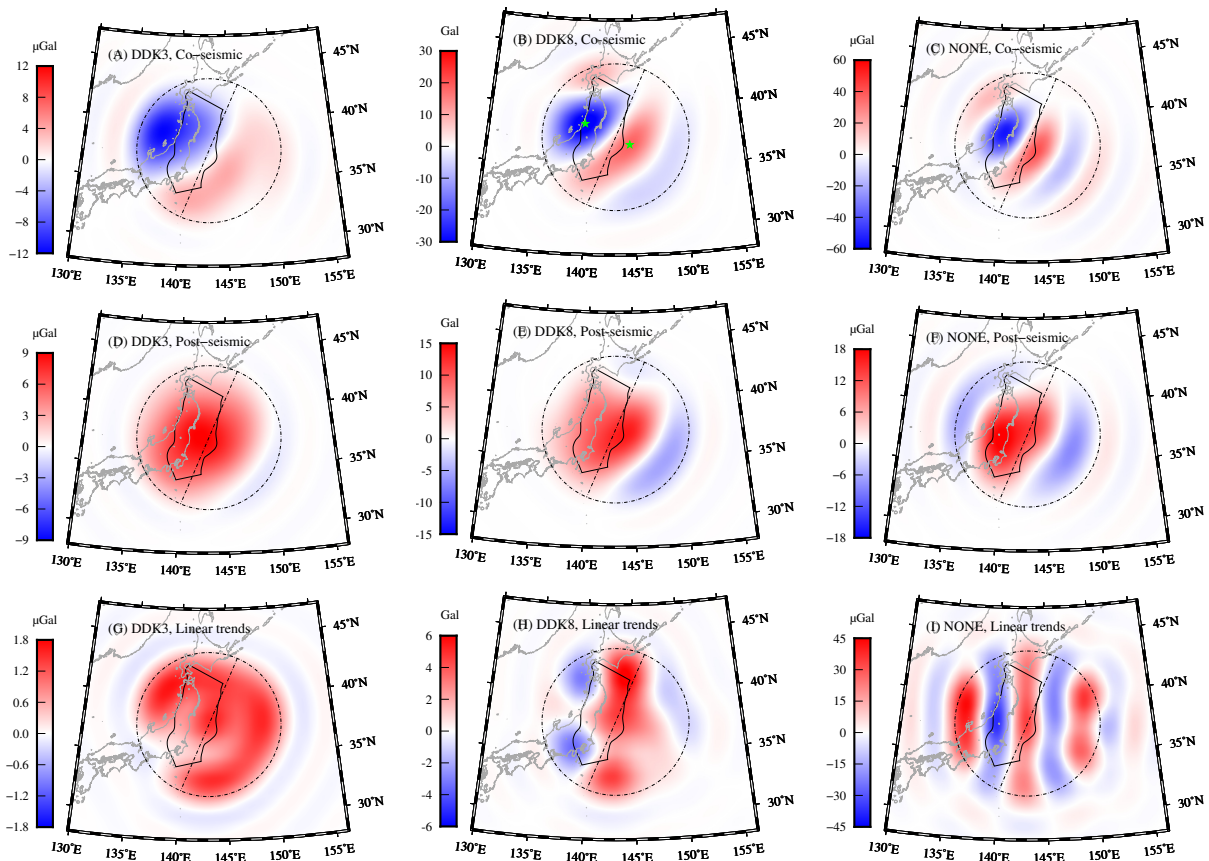 μGal
(A) DDK3, Co−seismic
12
8
4
0
−4
−8
−12
45˚N
40˚N
35˚N
30˚N
130˚E
135˚E
140˚E
145˚E
150˚E
155˚E
Gal
(B) DDK8, Co−seismic
30
20
10
0
−10
−20
−30
45˚N
40˚N
35˚N
30˚N
130˚E
135˚E
140˚E
145˚E
150˚E
155˚E
μGal
(C) NONE, Co−seismic
60
40
20
0
−20
−40
−60
45˚N
40˚N
35˚N
30˚N
130˚E
135˚E
140˚E
145˚E
150˚E
155˚E
μGal
(D) DDK3, Post−seismic
9
6
3
0
−3
−6
−9
45˚N
40˚N
35˚N
30˚N
130˚E
135˚E
140˚E
145˚E
150˚E
155˚E
Gal
(E) DDK8, Post−seismic
15
10
5
0
−5
−10
−15
45˚N
40˚N
35˚N
30˚N
130˚E
135˚E
140˚E
145˚E
150˚E
155˚E
μGal
(F) NONE, Post−seismic
18
12
6
0
−6
−12
−18
45˚N
40˚N
35˚N
30˚N
130˚E
135˚E
140˚E
145˚E
150˚E
155˚E
μGal
(G) DDK3, Linear trends
1.8
1.2
0.6
0.0
−0.6
−1.2
−1.8
45˚N
40˚N
35˚N
30˚N
130˚E
135˚E
140˚E
145˚E
150˚E
155˚E
Gal
(H) DDK8, Linear trends
6
4
2
0
−2
−4
−6
45˚N
40˚N
35˚N
30˚N
130˚E
135˚E
140˚E
145˚E
150˚E
155˚E
μGal
(I) NONE, Linear trends
45
30
15
0
−15
−30
−45
45˚N
40˚N
35˚N
30˚N
130˚E
135˚E
140˚E
145˚E
150˚E
155˚E